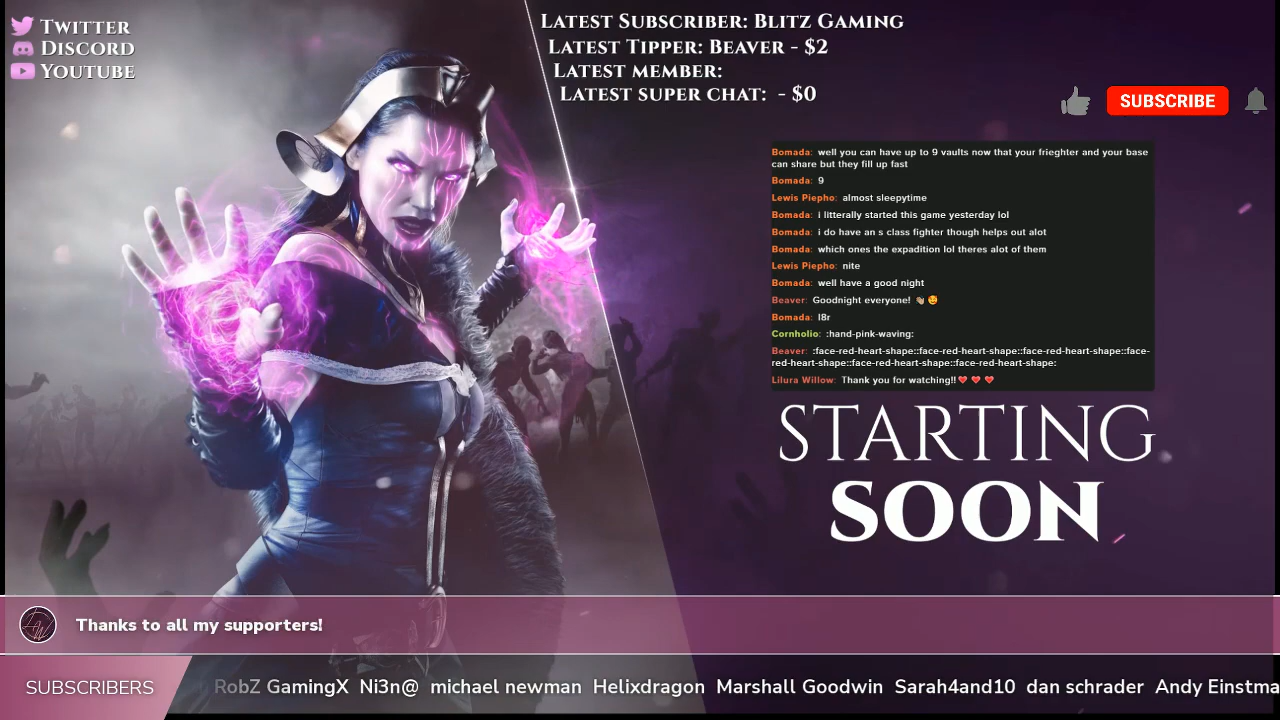 Twitter
Discord
Youtube
Latest Subscriber: Blitz Gaming
Latest Tipper: Beaver - $2
Latest member:
Latest super chat: - $0
SUBSCRIBE
Bomada: well you can have up to 9 vaults now that your frieghter and your base
can share but they fill up fast
Bomada: 9
Lewis Piepho: almost sleepytime
Bomada: i litterally started this game yesterday lol
Bomada: i do have an s class fighter though helps out alot
Bomada: which ones the expadition lol theres alot of them
Lewis Piepho: nite
Bomada: well have a good night
Beaver: Goodnight everyone! 👋🏽 🥰
Bomada: l8r
Cornholio: :hand-pink-waving:
Beaver: :face-red-heart-shape::face-red-heart-shape::face-red-heart-shape::face-
red-heart-shape::face-red-heart-shape::face-red-heart-shape:
Lilura Willow: Thank you for watching!!❤️ ❤️ ❤️
STARTING
SOON
Thanks to all my supporters!
SUBSCRIBERS RobZ GamingX Ni3n@ michael newman Helixdragon Marshall Goodwin Sarah4and10 dan schrader Andy Einstma